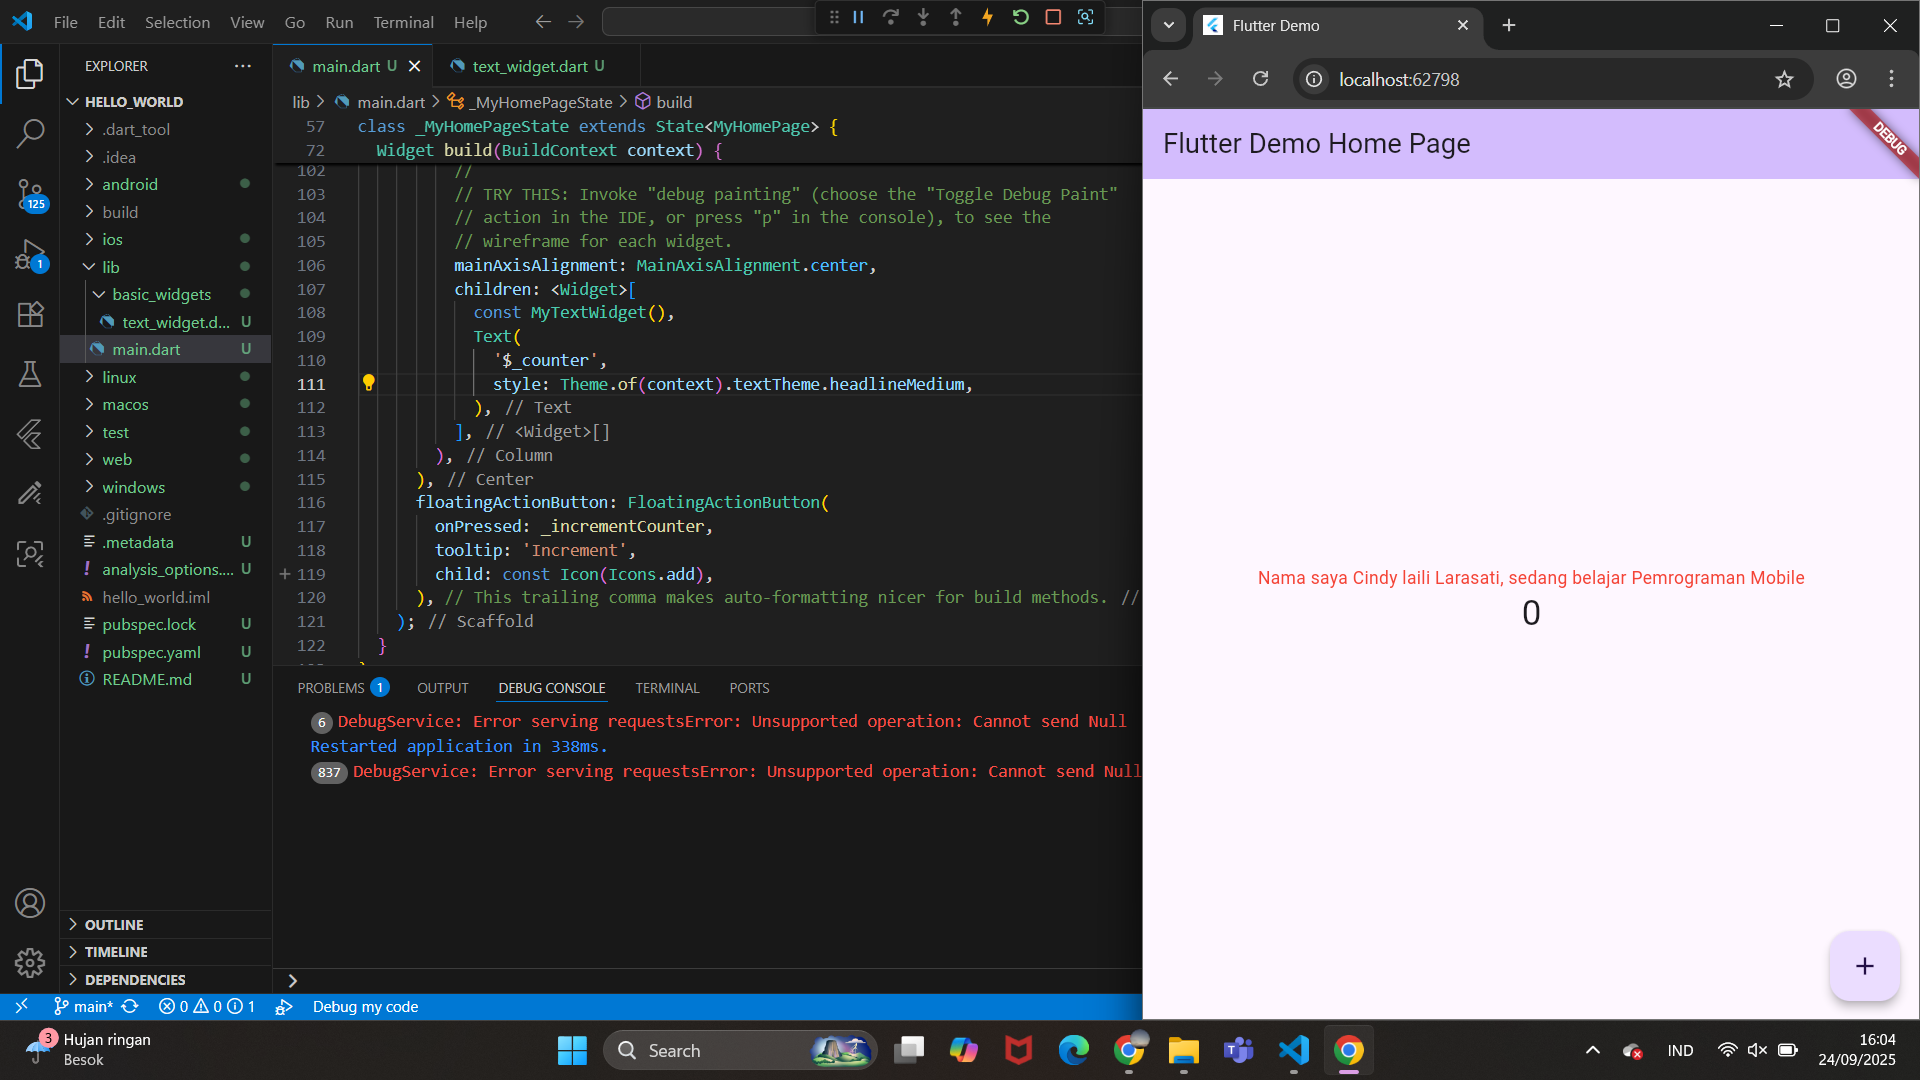 File Edit Selection View Go Run Terminal Help
EXPLORER
HELLO_WORLD
.dart_tool
.idea
android
build
ios
lib
basic_widgets
text_widget.d... U
main.dart U
linux
macos
test
web
windows
.gitignore
.metadata U
analysis_options.... U
hello_world.iml
pubspec.lock U
pubspec.yaml U
README.md U
OUTLINE
TIMELINE
DEPENDENCIES
125
1
main.dart U
text_widget.dart U
lib > main.dart > _MyHomePageState > build
57 class _MyHomePageState extends State<MyHomePage> {
72 Widget build(BuildContext context) {
102 //
103 // TRY THIS: Invoke "debug painting" (choose the "Toggle Debug Paint"
104 // action in the IDE, or press "p" in the console), to see the
105 // wireframe for each widget.
106 mainAxisAlignment: MainAxisAlignment.center,
107 children: <Widget>[
108 const MyTextWidget(),
109 Text(
110 '$_counter',
111 style: Theme.of(context).textTheme.headlineMedium,
112 ), // Text
113 ], // <Widget>[]
114 ), // Column
115 ), // Center
116 floatingActionButton: FloatingActionButton(
117 onPressed: _incrementCounter,
118 tooltip: 'Increment',
119 child: const Icon(Icons.add),
120 ), // This trailing comma makes auto-formatting nicer for build methods. //
121 ); // Scaffold
122 }
PROBLEMS 1 OUTPUT DEBUG CONSOLE TERMINAL PORTS
6 DebugService: Error serving requestsError: Unsupported operation: Cannot send Null
Restarted application in 338ms.
837 DebugService: Error serving requestsError: Unsupported operation: Cannot send Null
main* 0 0 1 Debug my code
Flutter Demo
localhost:62798
Flutter Demo Home Page
DEBUG
Nama saya Cindy laili Larasati, sedang belajar Pemrograman Mobile
0
+
3
Hujan ringan
Besok
Search
IND
16:04
24/09/2025